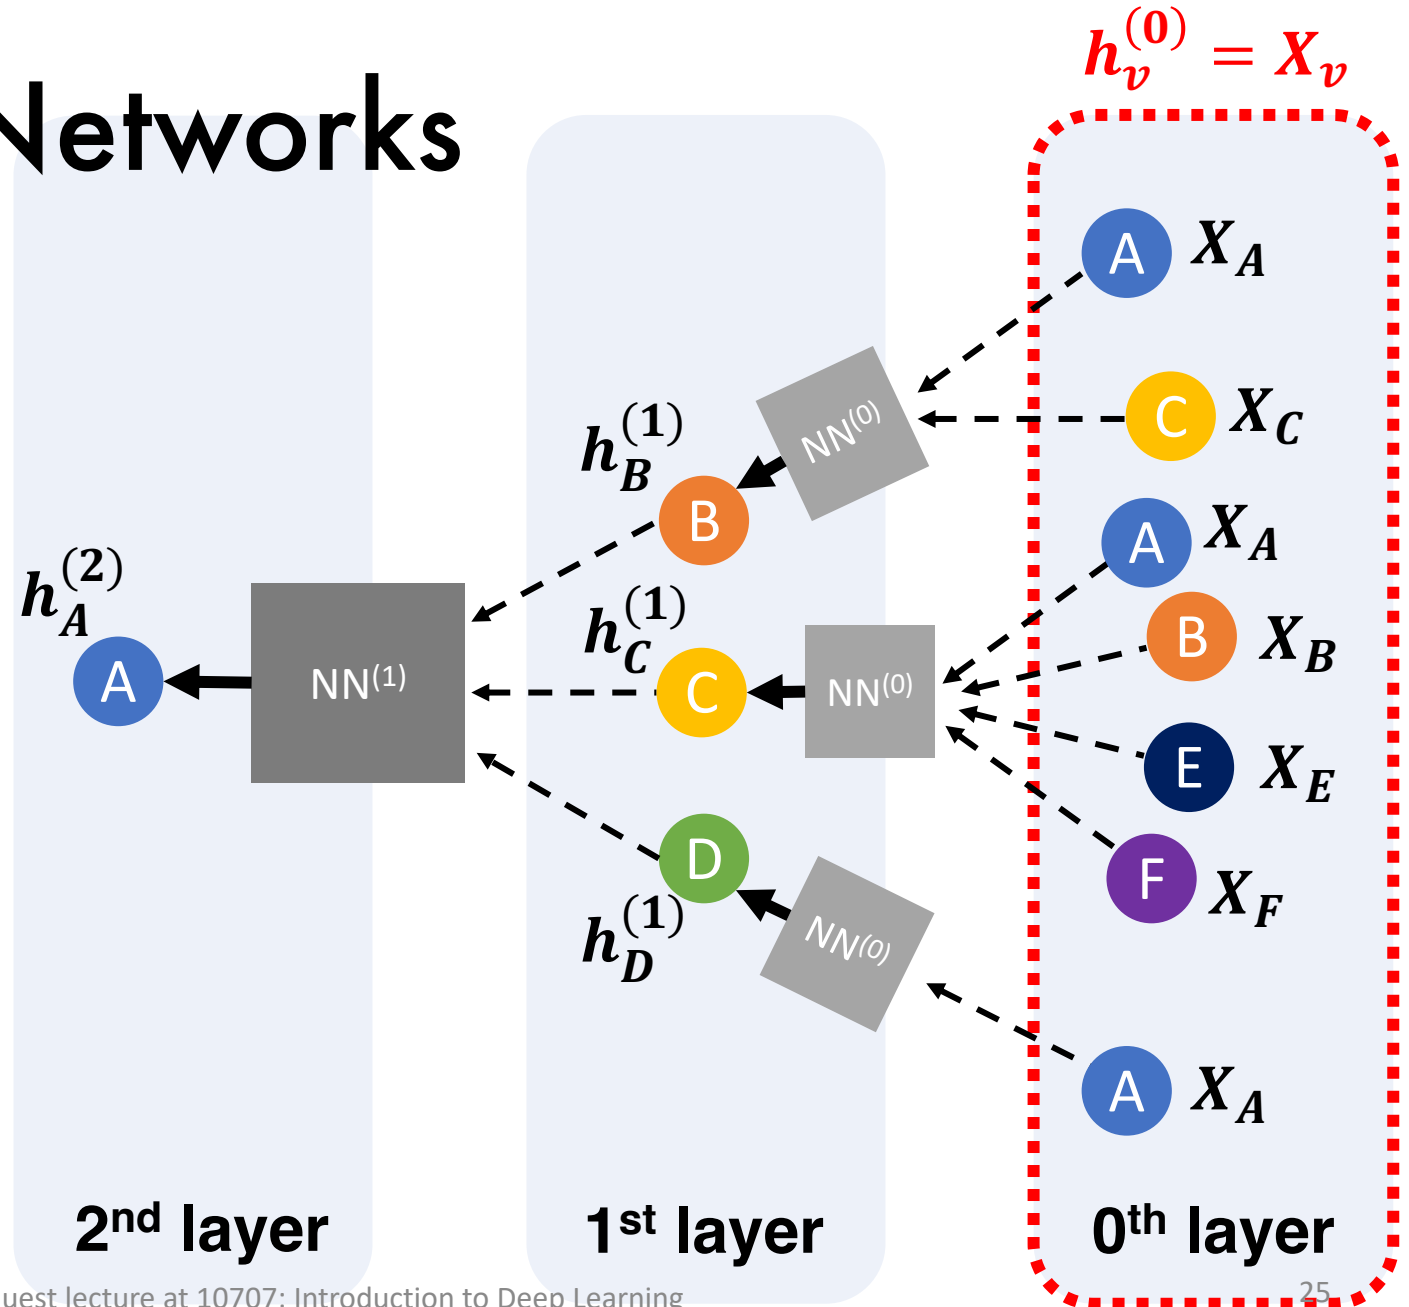 h_v^{(0)} = X_v
Networks
A X_A
C X_C
NN^{(0)}
h_B^{(1)}
B
A X_A
B X_B
h_A^{(2)}
A
NN^{(1)}
h_C^{(1)}
C
NN^{(0)}
E X_E
F X_F
D
h_D^{(1)}
NN^{(0)}
A X_A
2nd layer
1st layer
0th layer
uest lecture at 10707: Introduction to Deep Learning
25